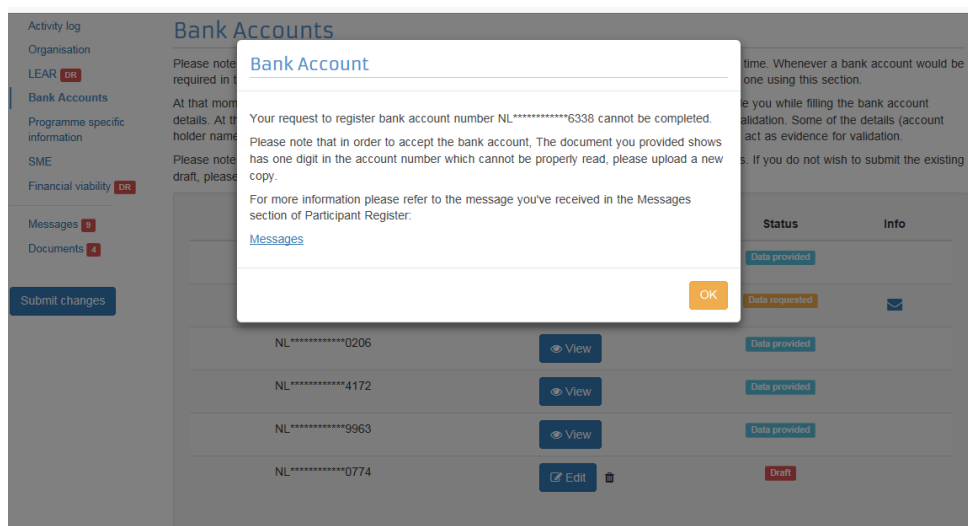 Activity log
Organisation
LEAR DR
Bank Accounts
Programme specific
information
SME
Financial viability DR
Messages 9
Documents 4
Submit changes
Bank Accounts
Please note
required in t
At that mom
details. At th
holder name
Please note
draft, please
time. Whenever a bank account would be
one using this section.
le you while filling the bank account
alidation. Some of the details (account
act as evidence for validation.
s. If you do not wish to submit the existing
Bank Account
Your request to register bank account number NL************6338 cannot be completed.
Please note that in order to accept the bank account, The document you provided shows
has one digit in the account number which cannot be properly read, please upload a new
copy.
For more information please refer to the message you've received in the Messages
section of Participant Register:
Messages
OK
Status Info
Data provided
Data requested
NL************0206 View Data provided
NL************4172 View Data provided
NL************9963 View Data provided
NL************0774 Edit Draft